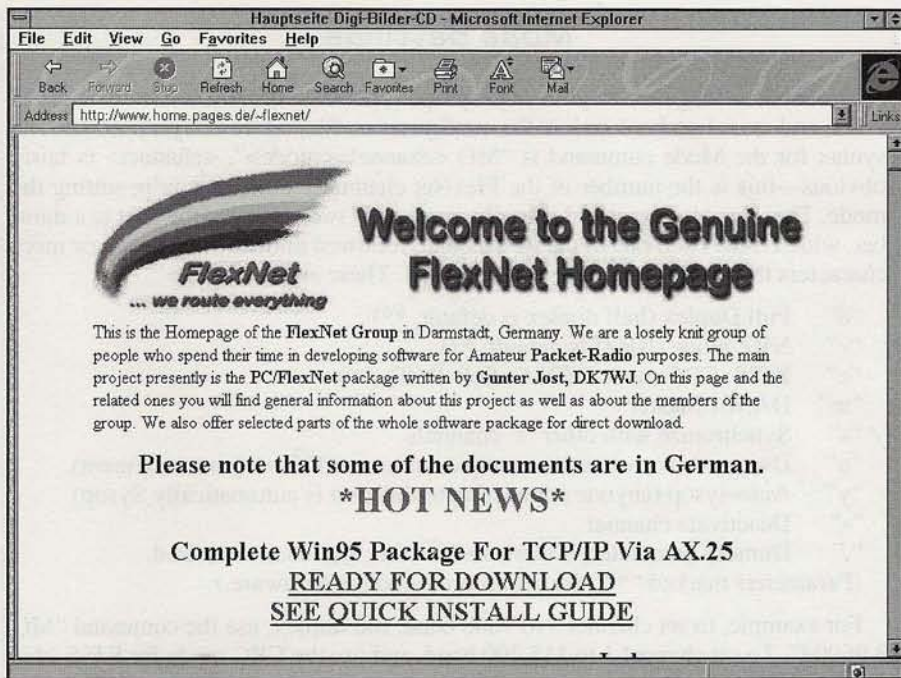 Hauptseite Digi-Bilder-CD - Microsoft Internet Explorer
File Edit View Go Favorites Help
Back Forward Stop Refresh Home Search Favorites Print Font Mail
Address http://www.home.pages.de/~flexnet/ Links
FlexNet
... we route everything
Welcome to the Genuine
FlexNet Homepage
This is the Homepage of the FlexNet Group in Darmstadt, Germany. We are a losely knit group of
people who spend their time in developing software for Amateur Packet-Radio purposes. The main
project presently is the PC/FlexNet package written by Gunter Jost, DK7WJ. On this page and the
related ones you will find general information about this project as well as about the members of the
group. We also offer selected parts of the whole software package for direct download.
Please note that some of the documents are in German.
*HOT NEWS*
Complete Win95 Package For TCP/IP Via AX.25
READY FOR DOWNLOAD
SEE QUICK INSTALL GUIDE